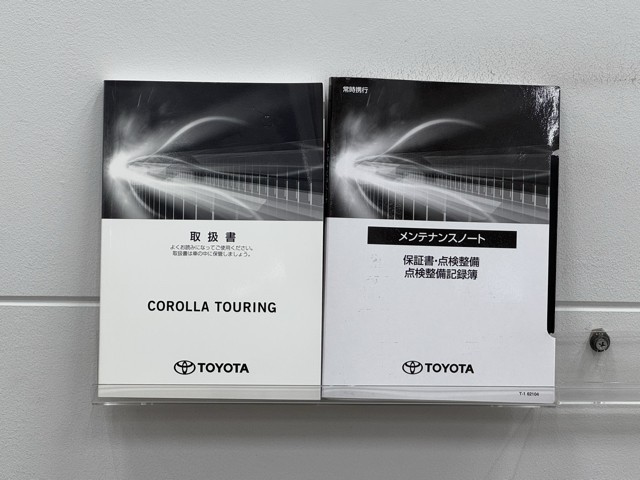 取扱書
よくお読みになってご使用ください。
取扱書は車の中に保管しましょう。
COROLLA TOURING
TOYOTA
常時携行
メンテナンスノート
保証書・点検整備
点検整備記録簿
TOYOTA
T-1 62104